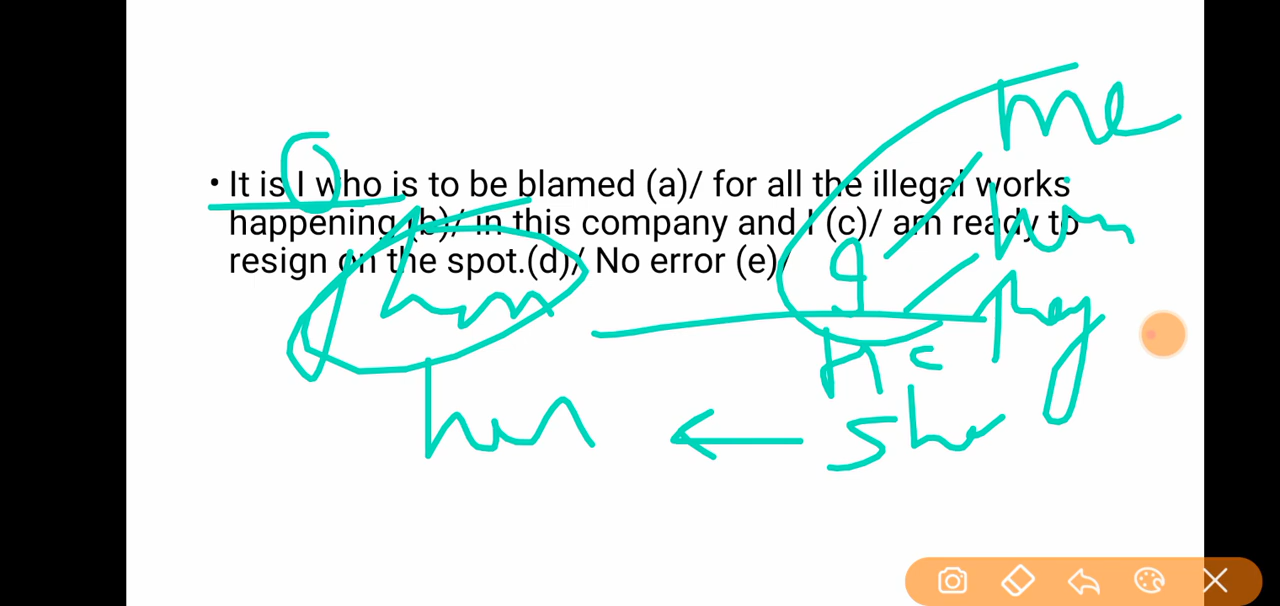 • It is I who is to be blamed (a)/ for all the illegal works
happening (b)/ in this company and I (c)/ am ready to
resign on the spot.(d)/ No error (e)/
me
him
they
He
she